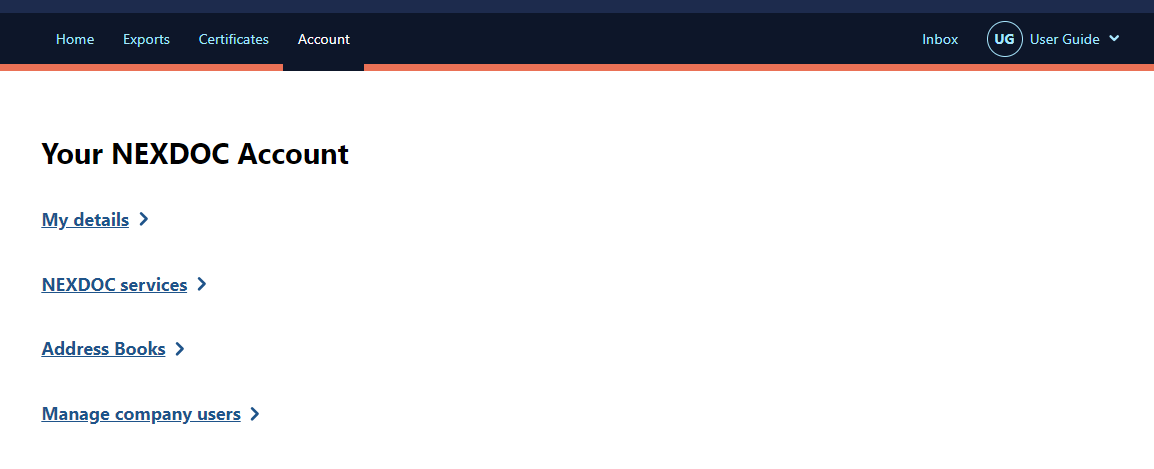 Home Exports Certificates Account Inbox UG User Guide
Your NEXDOC Account
My details
NEXDOC services
Address Books
Manage company users